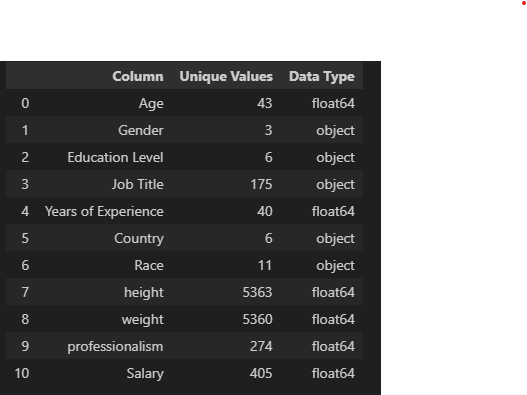 Column Unique Values Data Type
0 Age 43 float64
1 Gender 3 object
2 Education Level 6 object
3 Job Title 175 object
4 Years of Experience 40 float64
5 Country 6 object
6 Race 11 object
7 height 5363 float64
8 weight 5360 float64
9 professionalism 274 float64
10 Salary 405 float64